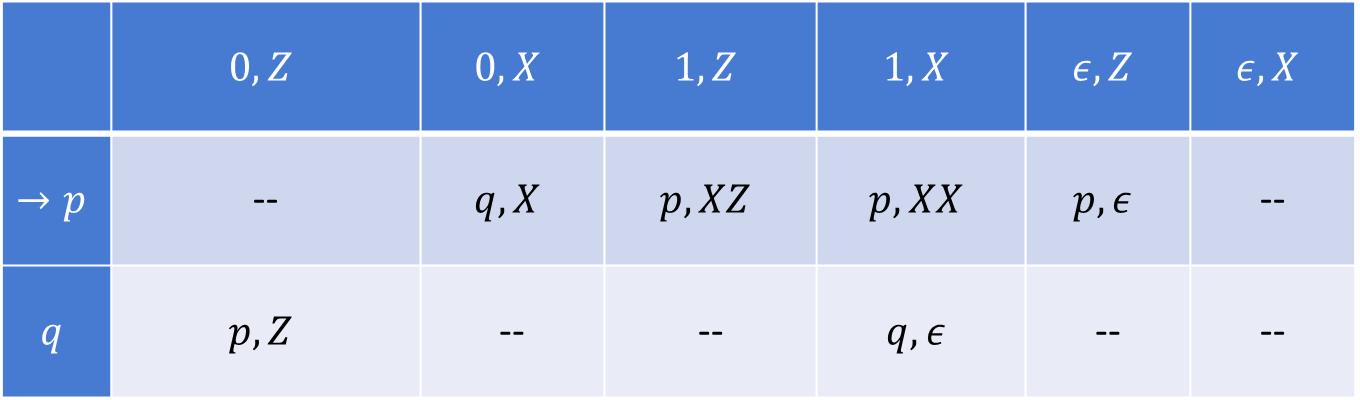 0, Z 0, X 1, Z 1, X ϵ, Z ϵ, X
→ p -- q, X p, XZ p, XX p, ϵ --
q p, Z -- -- q, ϵ -- --